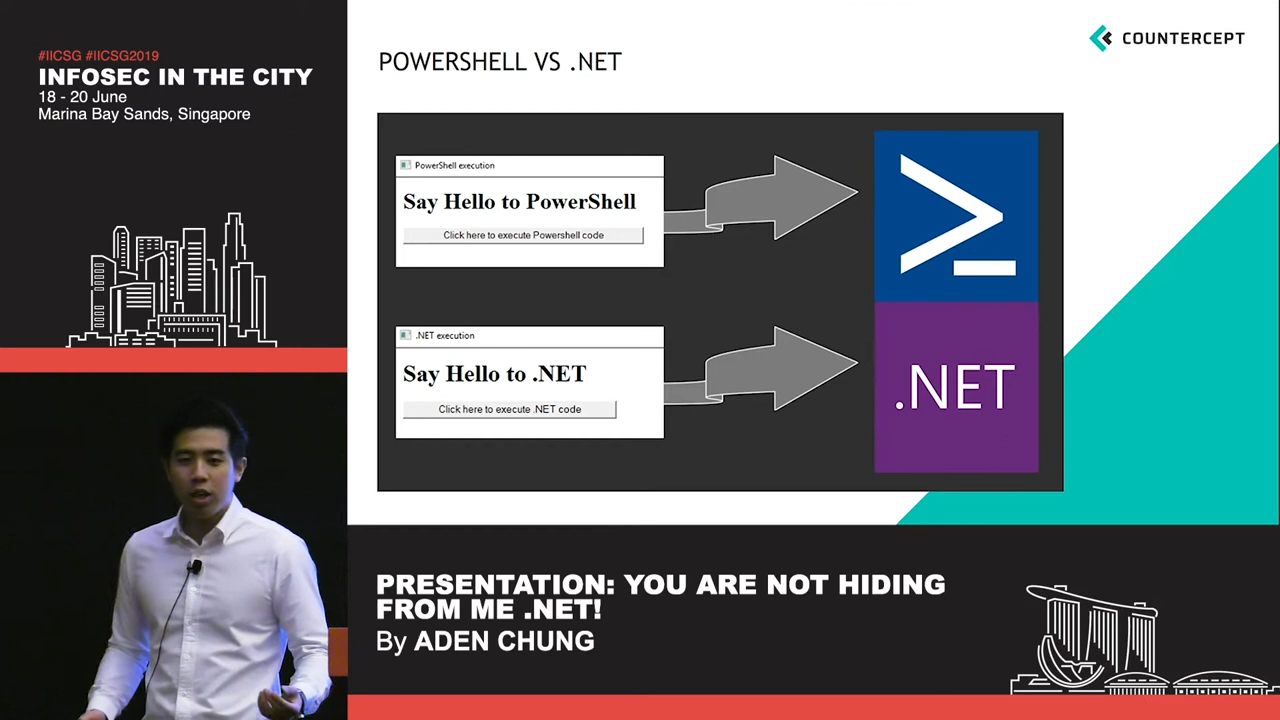 #IICSG #IICSG2019
INFOSEC IN THE CITY
18 - 20 June
Marina Bay Sands, Singapore
POWERSHELL VS .NET
COUNTERCEPT
PowerShell execution
Say Hello to PowerShell
Click here to execute Powershell code
.NET execution
Say Hello to .NET
Click here to execute .NET code
.NET
PRESENTATION: YOU ARE NOT HIDING
FROM ME .NET!
By ADEN CHUNG